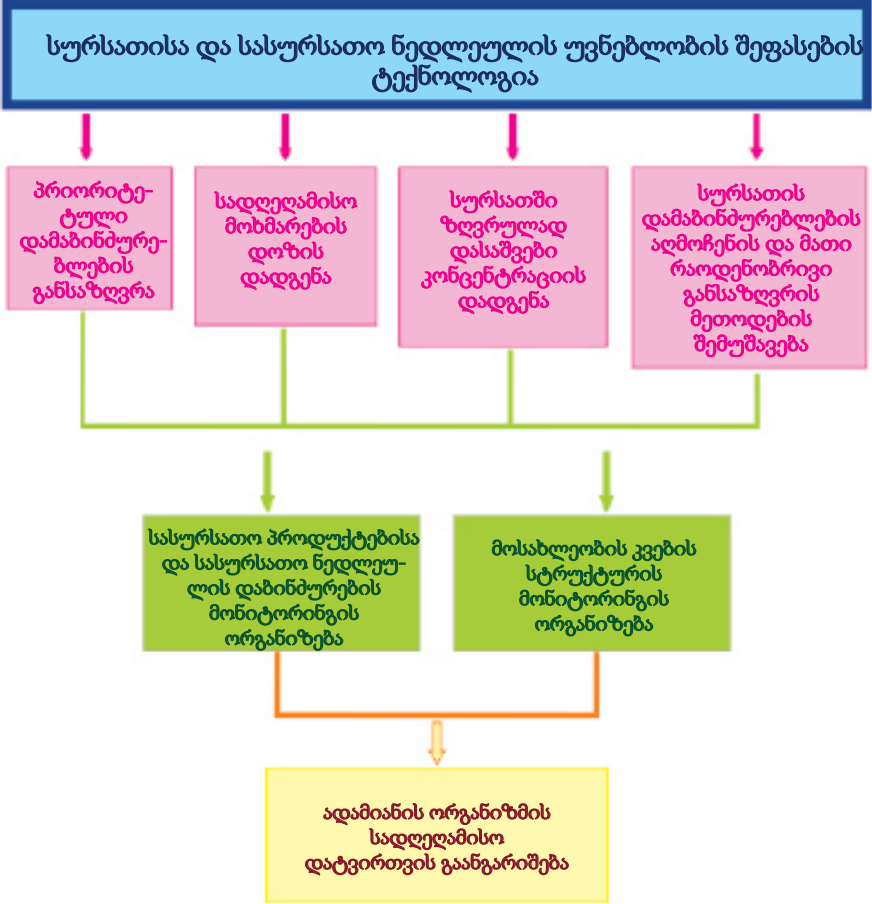 სურსათისა და სასურსათო ნედლეულის უვნებლობის შეფასების
ტექნოლოგია
პრიორიტე-
ტული
დამაბინძურე-
ბლების
განსაზღვრა
სადღეღამისო
მოხმარების
დოზის
დადგენა
სურსათში
ზღვრულად
დასაშვები
კონცენტრაციის
დადგენა
სურსათის
დამაბინძურებლების
აღმოჩენის და მათი
რაოდენობრივი
განსაზღვრის
მეთოდების
შემუშავება
სასურსათო პროდუქტებისა
და სასურსათო ნედლეუ-
ლის დაბინძურების
მონიტორინგის
ორგანიზება
მოსახლეობის კვების
სტრუქტურის
მონიტორინგის
ორგანიზება
ადამიანის ორგანიზმის
სადღეღამისო
დატვირთვის გაანგარიშება